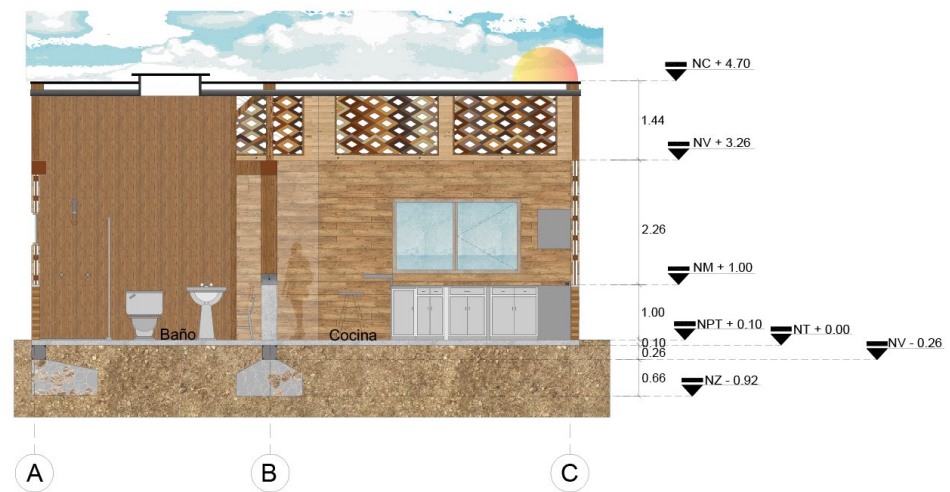 NC + 4.70
1.44
NV + 3.26
2.26
NM + 1.00
1.00
NPT + 0.10
NT + 0.00
0.10
NV - 0.26
0.26
0.66
NZ - 0.92
Baño
Cocina
A
B
C